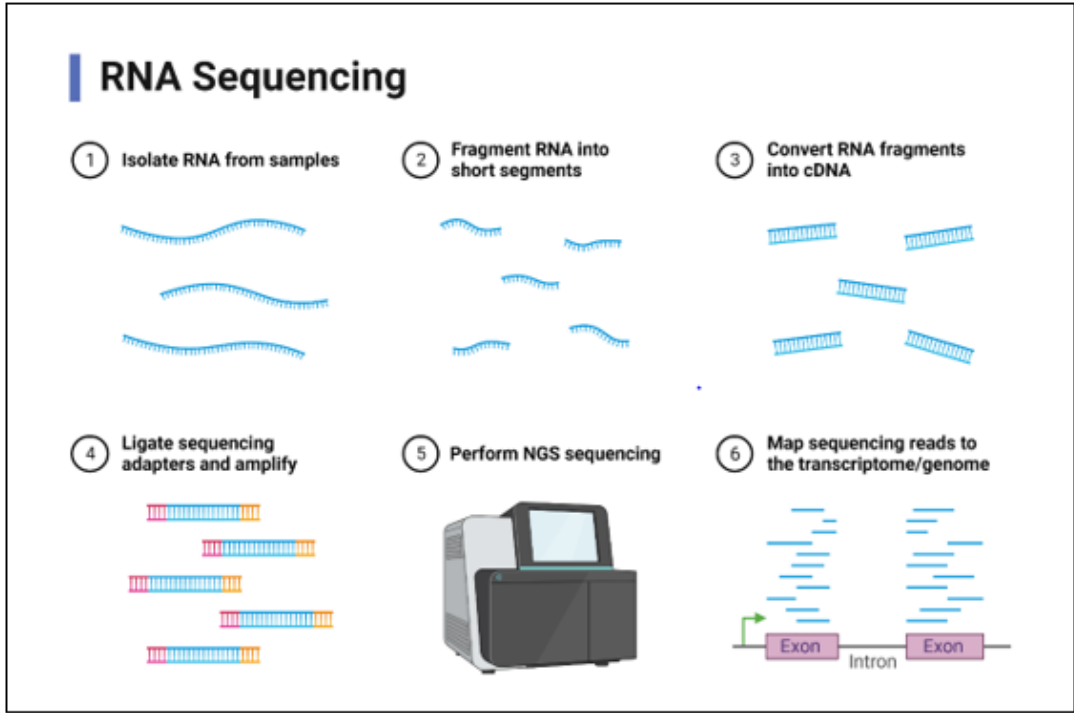 RNA Sequencing
1 Isolate RNA from samples
2 Fragment RNA into
short segments
3 Convert RNA fragments
into cDNA
4 Ligate sequencing
adapters and amplify
5 Perform NGS sequencing
6 Map sequencing reads to
the transcriptome/genome
Exon
Intron
Exon